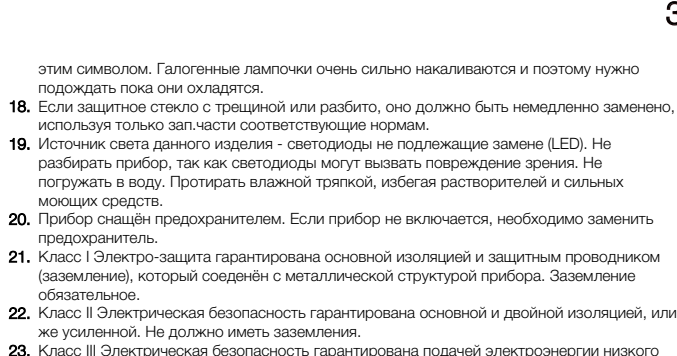 этим символом. Галогенные лампочки очень сильно накаливаются и поэтому нужно
подождать пока они охладятся.
18. Если защитное стекло с трещиной или разбито, оно должно быть немедленно заменено,
используя только зап.части соответствующие нормам.
19. Источник света данного изделия - светодиоды не подлежащие замене (LED). Не
разбирать прибор, так как светодиоды могут вызвать повреждение зрения. Не
погружать в воду. Протирать влажной тряпкой, избегая растворителей и сильных
моющих средств.
20. Прибор снащён предохранителем. Если прибор не включается, необходимо заменить
предохранитель.
21. Класс I Электро-защита гарантирована основной изоляцией и защитным проводником
(заземление), который соеденён с металлической структурой прибора. Заземление
обязательное.
22. Класс II Электрическая безопасность гарантирована основной и двойной изоляцией, или
же усиленной. Не должно иметь заземления.
23. Класс III Электрическая безопасность гарантирована подачей электроэнергии низкого